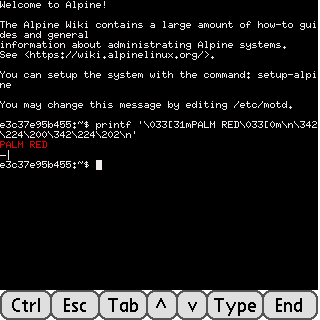 Welcome to Alpine!
The Alpine Wiki contains a large amount of how-to gui
des and general
information about administrating Alpine systems.
See <https://wiki.alpinelinux.org/>.
You can setup the system with the command: setup-alpi
ne
You may change this message by editing /etc/motd.
e3c37e95b455:~$ printf '\033[31mPALM RED\033[0m\n\342
\224\200\342\224\202\n'
PALM RED
─│
e3c37e95b455:~$
Ctrl Esc Tab ^ v Type End